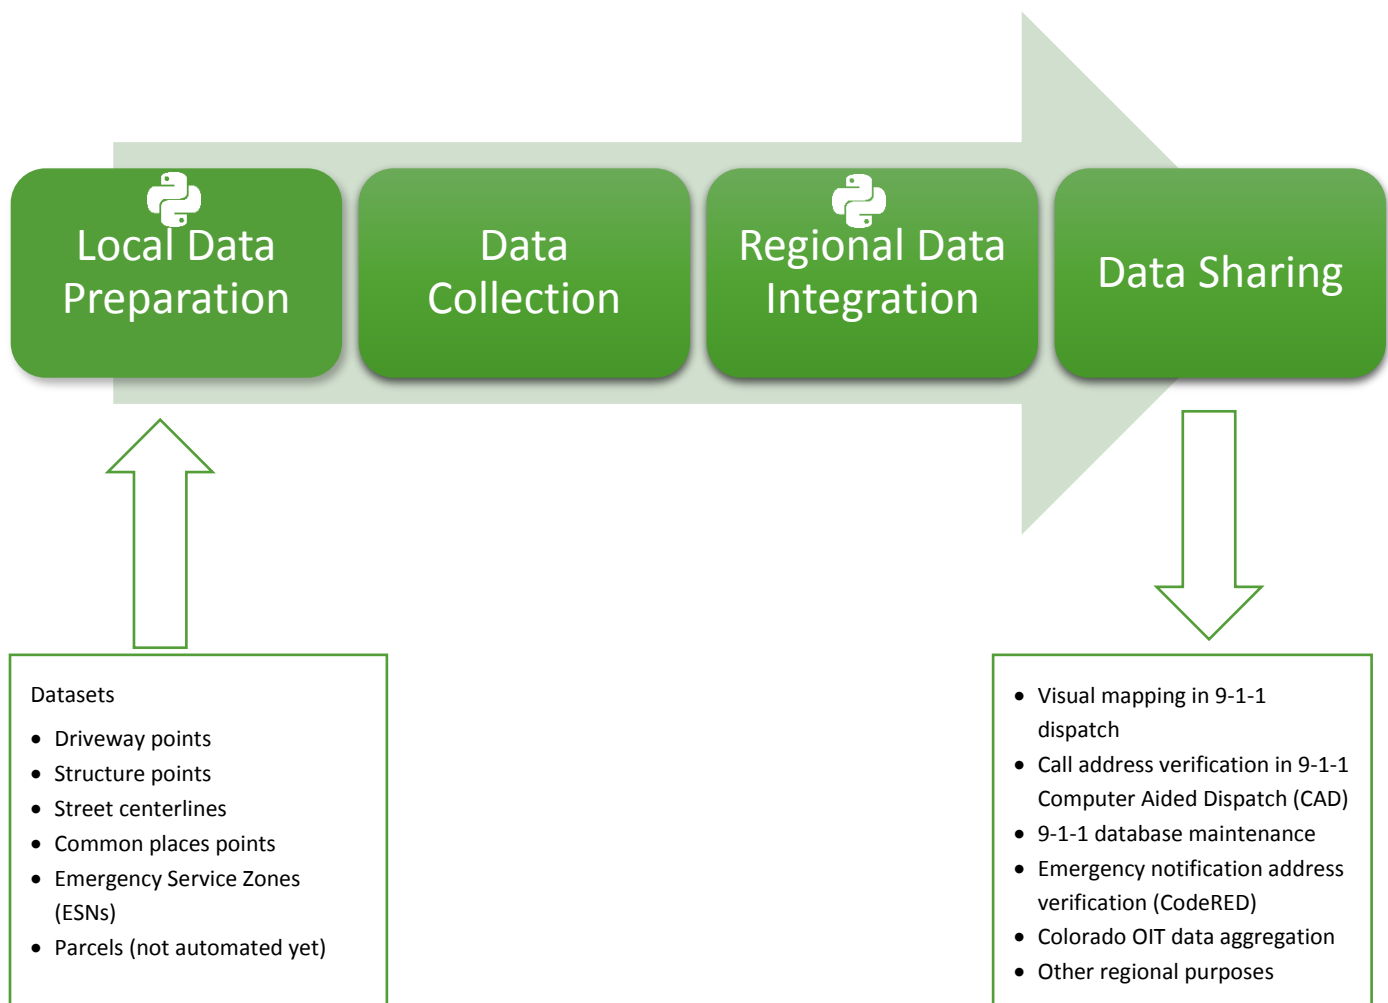 Local Data
Preparation
Data
Collection
Regional Data
Integration
Data Sharing
Datasets
• Driveway points
• Structure points
• Street centerlines
• Common places points
• Emergency Service Zones
(ESNs)
• Parcels (not automated yet)
• Visual mapping in 9-1-1
dispatch
• Call address verification in 9-1-1
Computer Aided Dispatch (CAD)
• 9-1-1 database maintenance
• Emergency notification address
verification (CodeRED)
• Colorado OIT data aggregation
• Other regional purposes